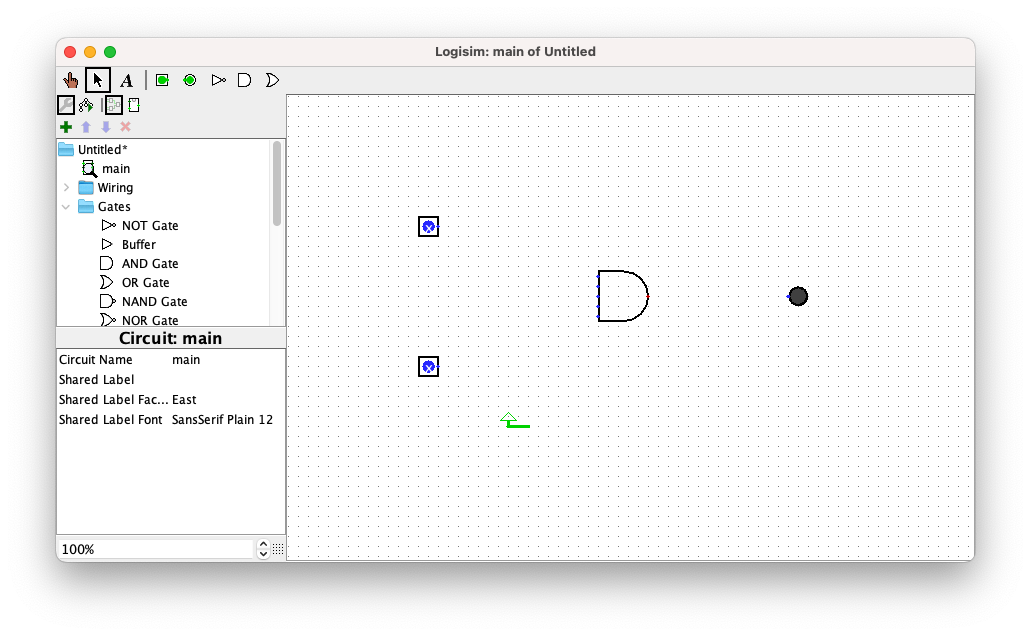 Logisim: main of Untitled
A
Untitled*
main
Wiring
Gates
NOT Gate
Buffer
AND Gate
OR Gate
NAND Gate
NOR Gate
Circuit: main
Circuit Name main
Shared Label
Shared Label Fac... East
Shared Label Font SansSerif Plain 12
100%
x
x